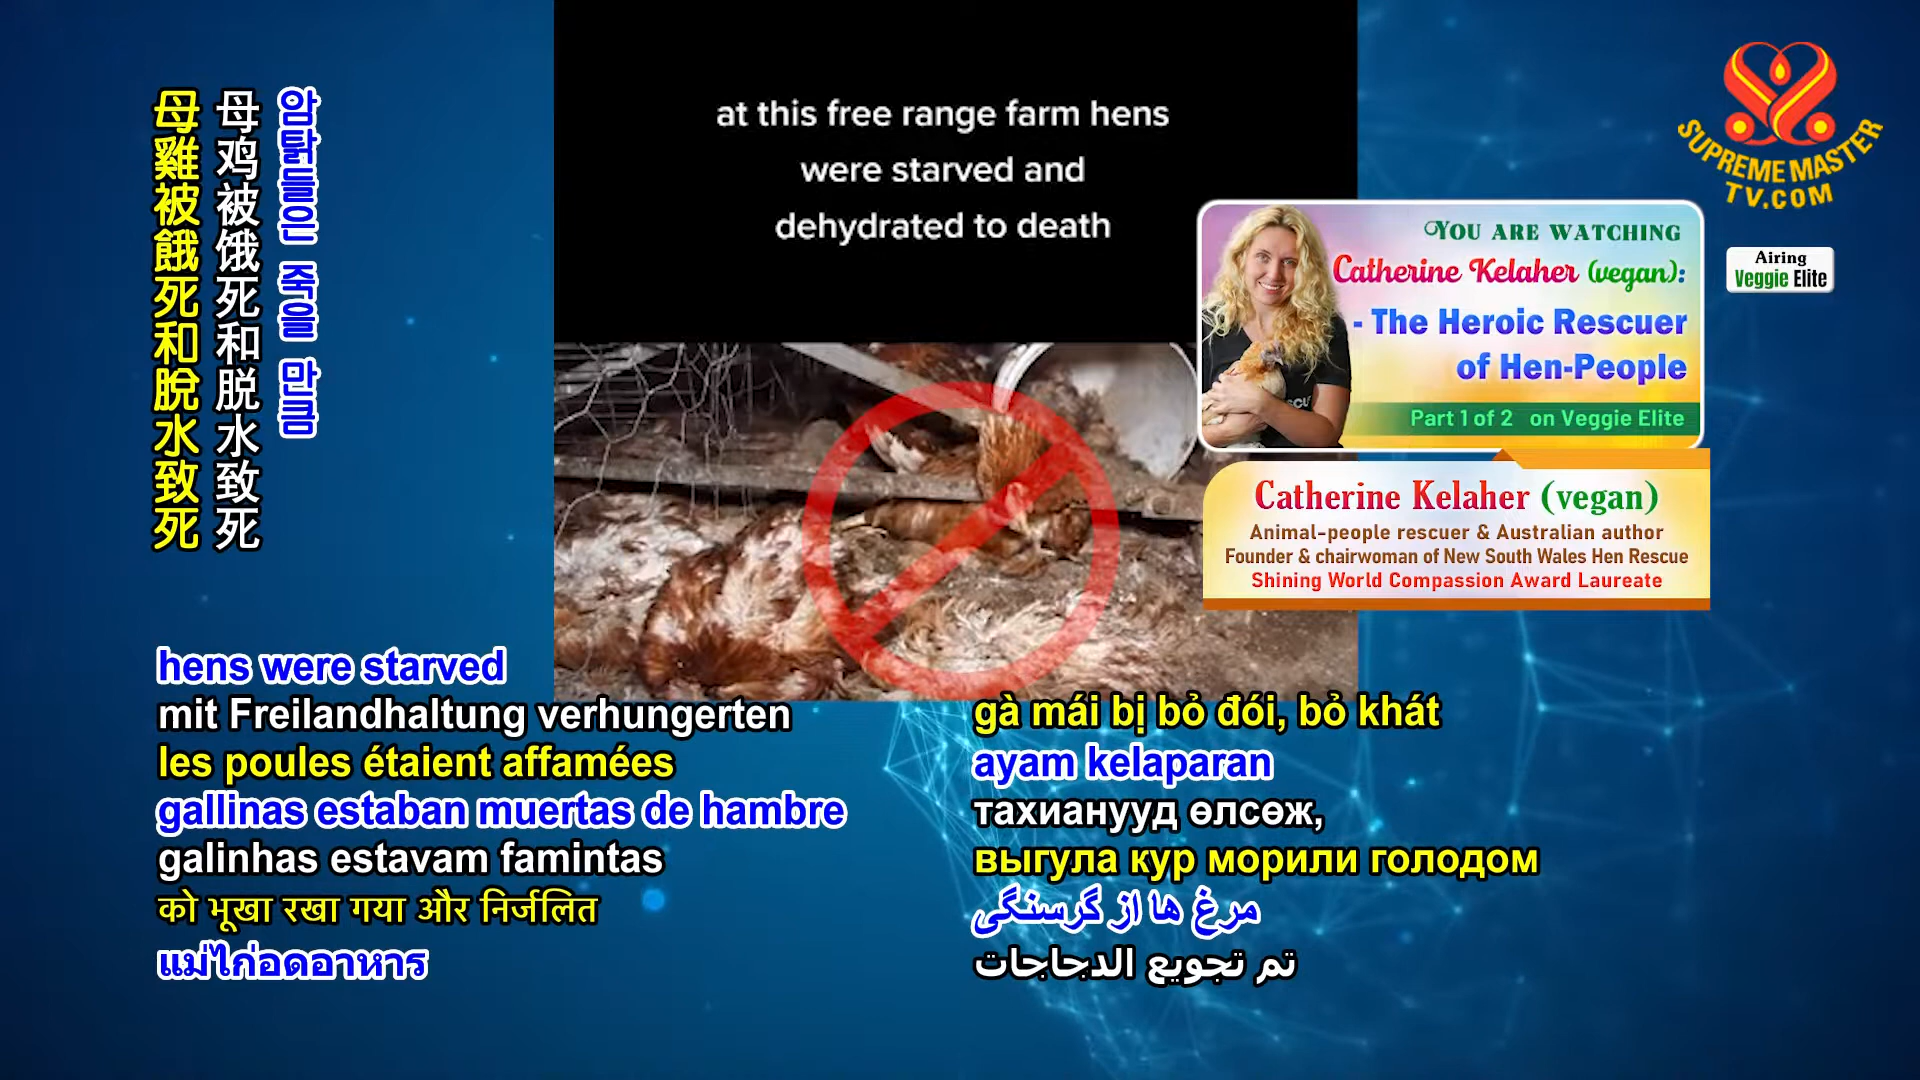 母雞被餓死和脫水致死
母鸡被饿死和脱水致死
암탉들은 죽을 만큼
at this free range farm hens
were starved and
dehydrated to death
SUPREME MASTER
TV.COM
Airing
Veggie Elite
YOU ARE WATCHING
Catherine Kelaher (vegan):
- The Heroic Rescuer
of Hen-People
Part 1 of 2 on Veggie Elite
Catherine Kelaher (vegan)
Animal-people rescuer & Australian author
Founder & chairwoman of New South Wales Hen Rescue
Shining World Compassion Award Laureate
hens were starved
mit Freilandhaltung verhungerten
les poules étaient affamées
gallinas estaban muertas de hambre
galinhas estavam famintas
को भूखा रखा गया और निर्जलित
แม่ไก่อดอาหาร
gà mái bị bỏ đói, bỏ khát
ayam kelaparan
тахианууд өлсөж,
выгула кур морили голодом
مرغ ها از گرسنگی
تم تجويع الدجاجات